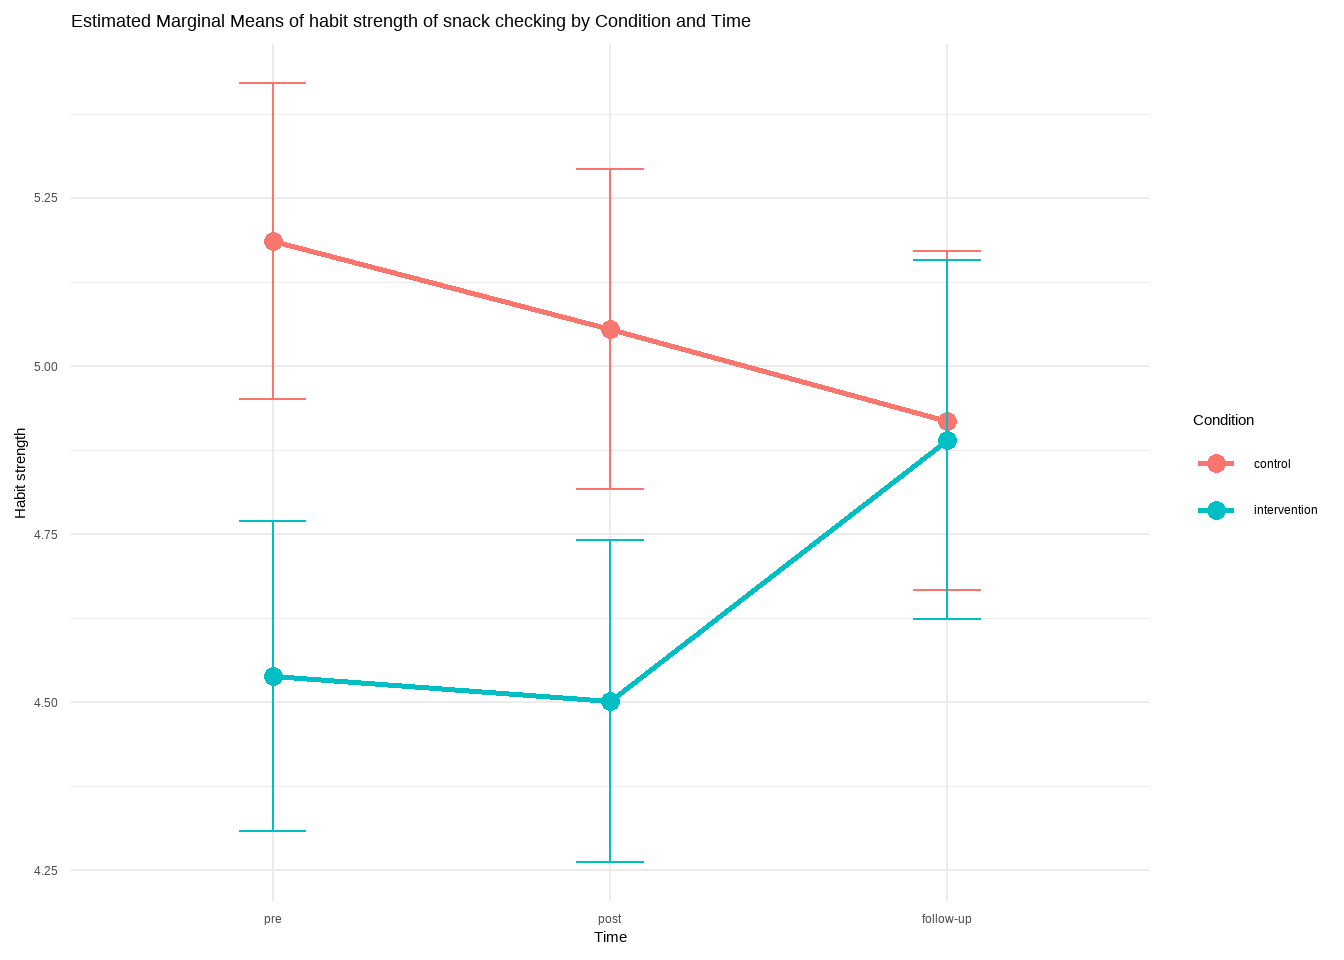 Estimated Marginal Means of habit strength of snack checking by Condition and Time
Habit strength
5.25
5.00
4.75
4.50
4.25
pre
post
follow-up
Time
Condition
control
intervention